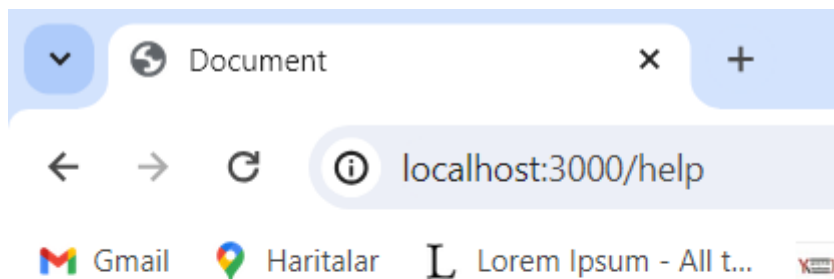 Document
localhost:3000/help
Gmail Haritalar L Lorem Ipsum - All t...